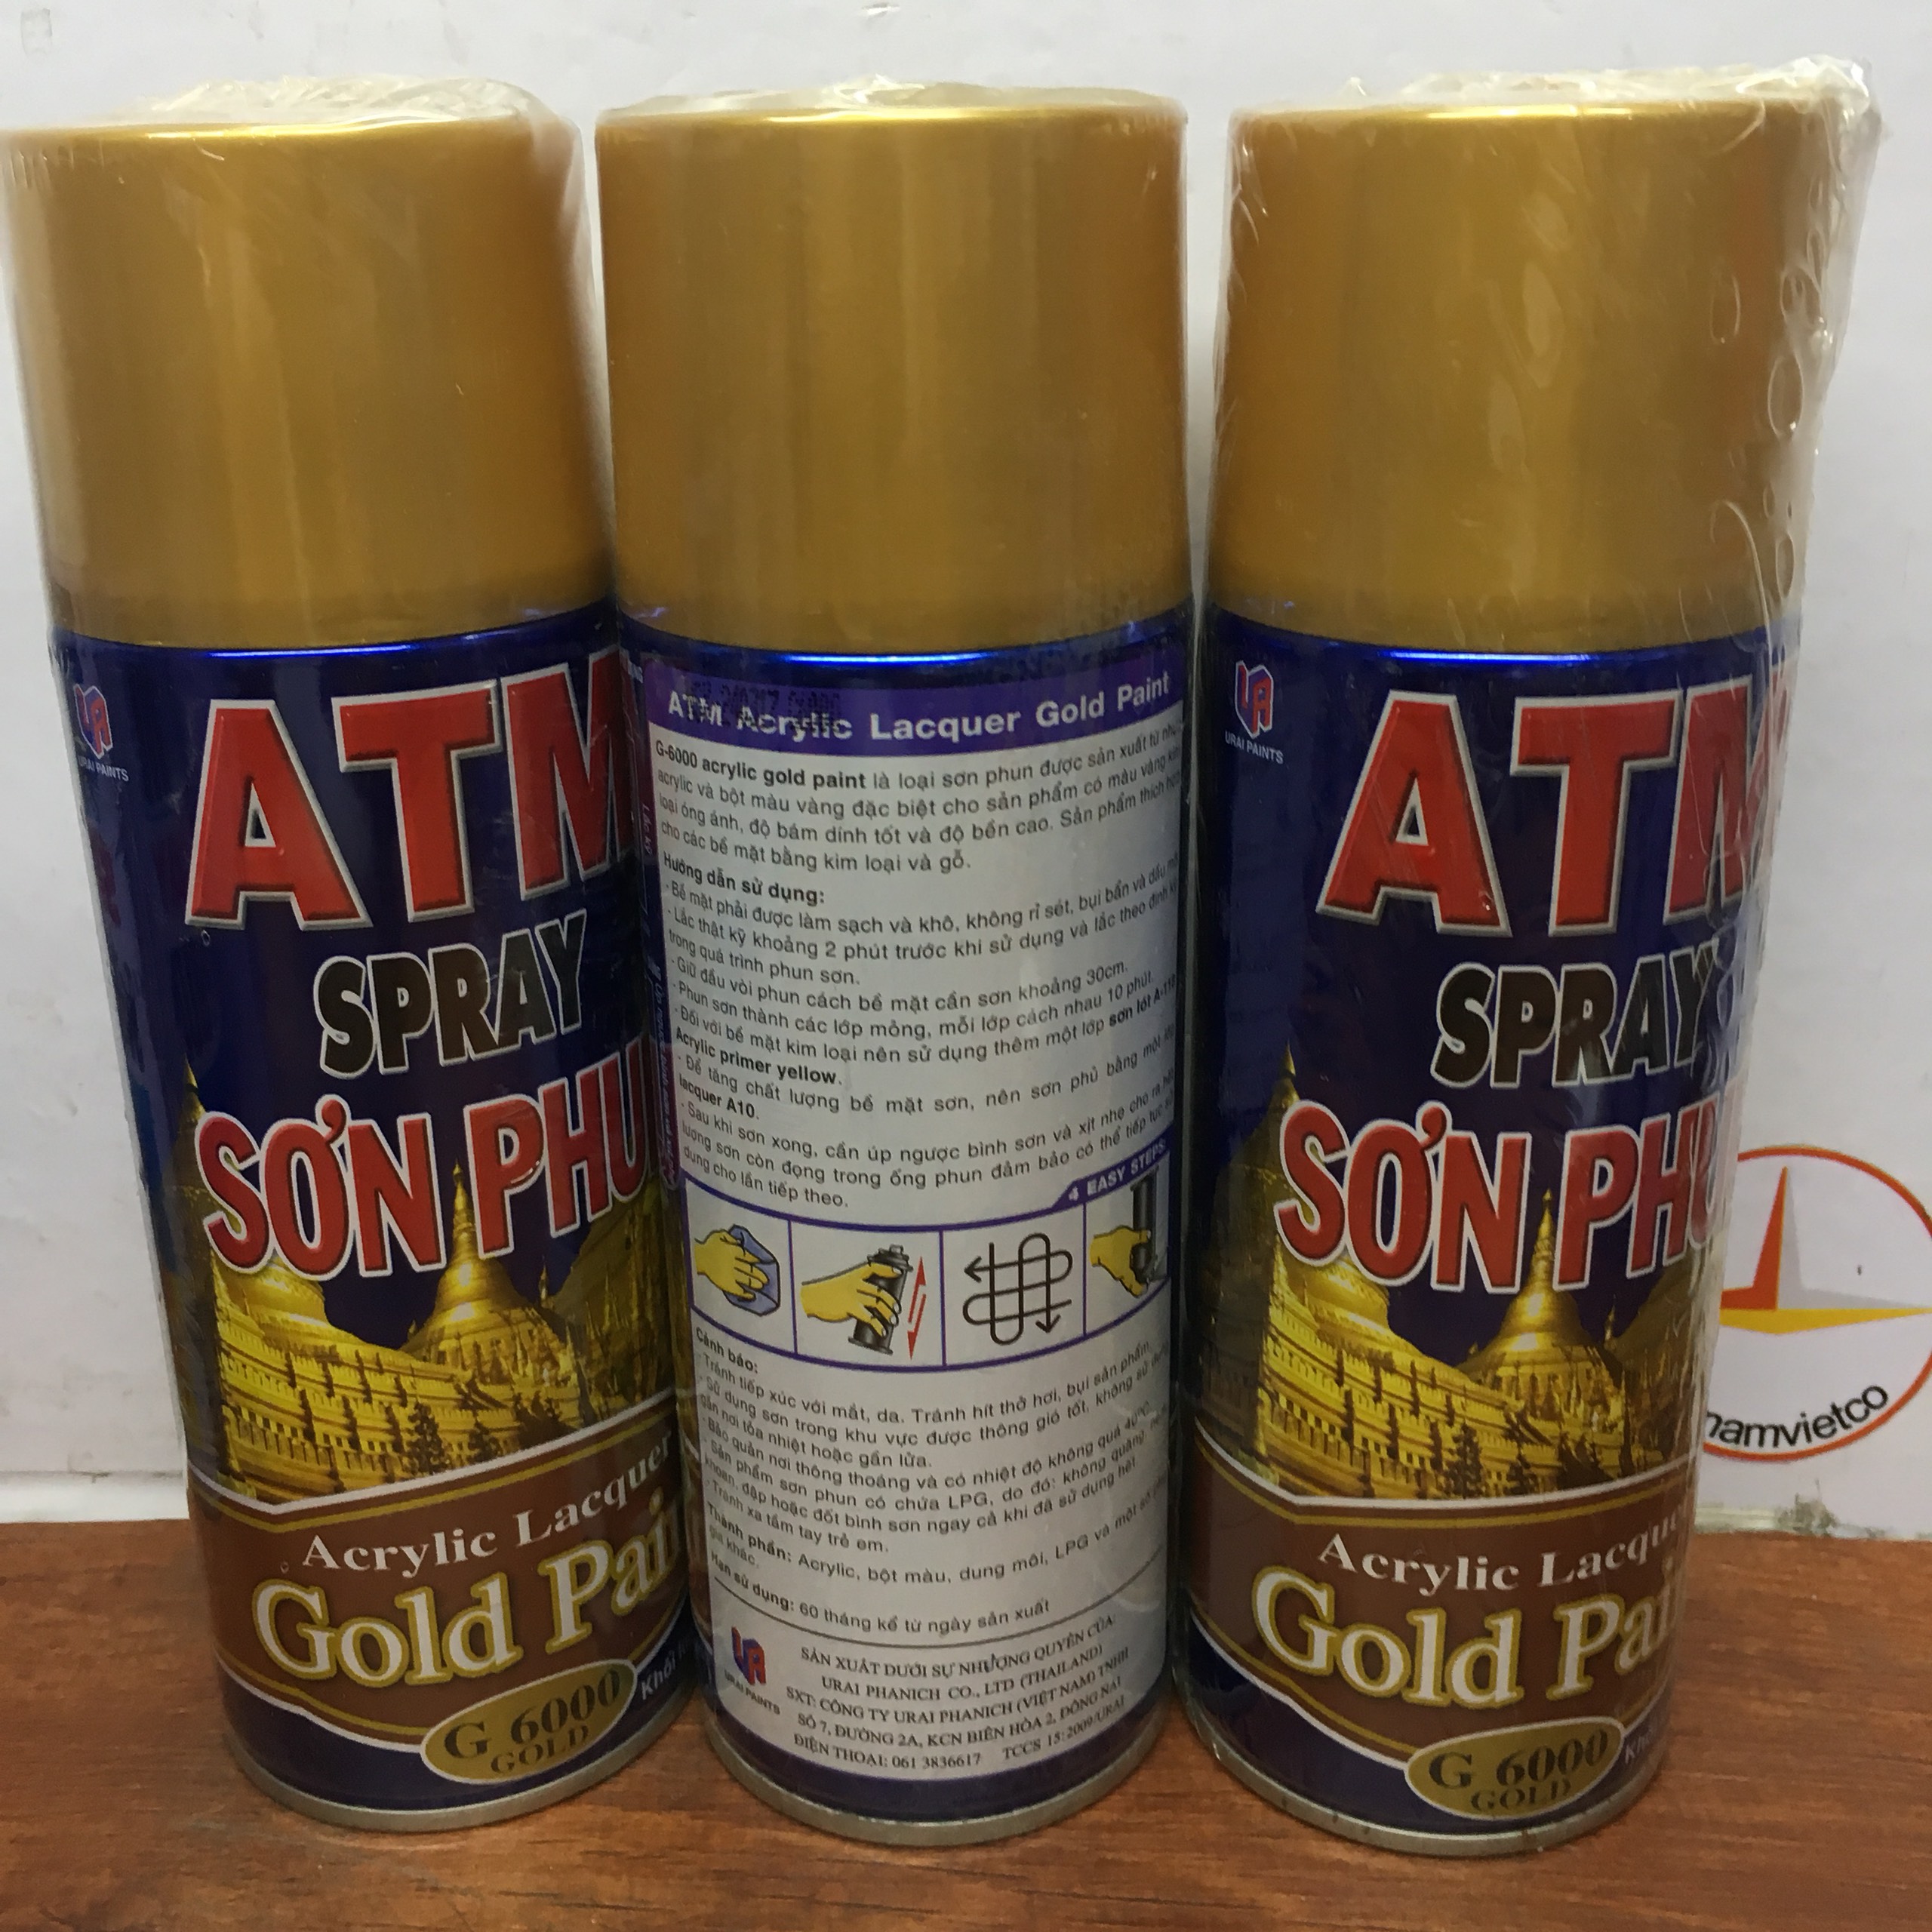 URAI PAINTS
ATM
SPRAY
SƠN PHU
Acrylic Lacquer
Gold Pai
G 6000
GOLD
Khối
ATM Acrylic Lacquer Gold Paint
G-6000 acrylic gold paint là loại sơn phun được sản xuất từ
acrylic và bột màu vàng đặc biệt cho sản phẩm có màu vàng
loại óng ánh, độ bám dính tốt và độ bền cao. Sản phẩm thích
cho các bề mặt bằng kim loại và gỗ.
Hướng dẫn sử dụng:
- Bề mặt phải được làm sạch và khô, không rỉ sét, bụi bẩn và dầu
- Lắc thật kỹ khoảng 2 phút trước khi sử dụng và lắc theo định
trong quá trình phun sơn.
- Giữ đầu vòi phun cách bề mặt cần sơn khoảng 30cm.
- Phun sơn thành các lớp mỏng, mỗi lớp cách nhau 10 phút.
- Đối với bề mặt kim loại nên sử dụng thêm một lớp sơn lót
Acrylic primer yellow.
- Để tăng chất lượng bề mặt sơn, nên sơn phủ bằng một
lacquer A10.
- Sau khi sơn xong, cần úp ngược bình sơn và xịt nhẹ cho ra
lượng sơn còn đọng trong ống phun đảm bảo có thể tiếp tục
dụng cho lần tiếp theo.
4 EASY STEPS
Cảnh báo:
- Tránh tiếp xúc với mắt, da. Tránh hít thở hơi, bụi sản phẩm.
- Sử dụng sơn trong khu vực được thông gió tốt, không sử dụng
gần nơi tỏa nhiệt hoặc gần lửa.
- Bảo quản nơi thông thoáng và có nhiệt độ không quá 40°C.
- Sản phẩm sơn phun có chứa LPG, do đó: không quăng,
khoan, đập hoặc đốt bình sơn ngay cả khi đã sử dụng hết.
- Tránh xa tầm tay trẻ em.
Thành phần: Acrylic, bột màu, dung môi, LPG và một số
gia khác.
Hạn sử dụng: 60 tháng kể từ ngày sản xuất
URAI PAINTS
SẢN XUẤT DƯỚI SỰ NHƯỢNG QUYỀN CỦA:
URAI PHANICH CO., LTD (THAILAND)
SXT: CÔNG TY URAI PHANICH (VIỆT NAM) TNHH
SỐ 7, ĐƯỜNG 2A, KCN BIÊN HÒA 2, ĐỒNG NAI
ĐIỆN THOẠI: 061 3836617 TCCS 15:2009/URAI
URAI PAINTS
ATM
SPRAY
SƠN PHU
Acrylic Lacque
Gold Pai
G 6000
GOLD
namvietco